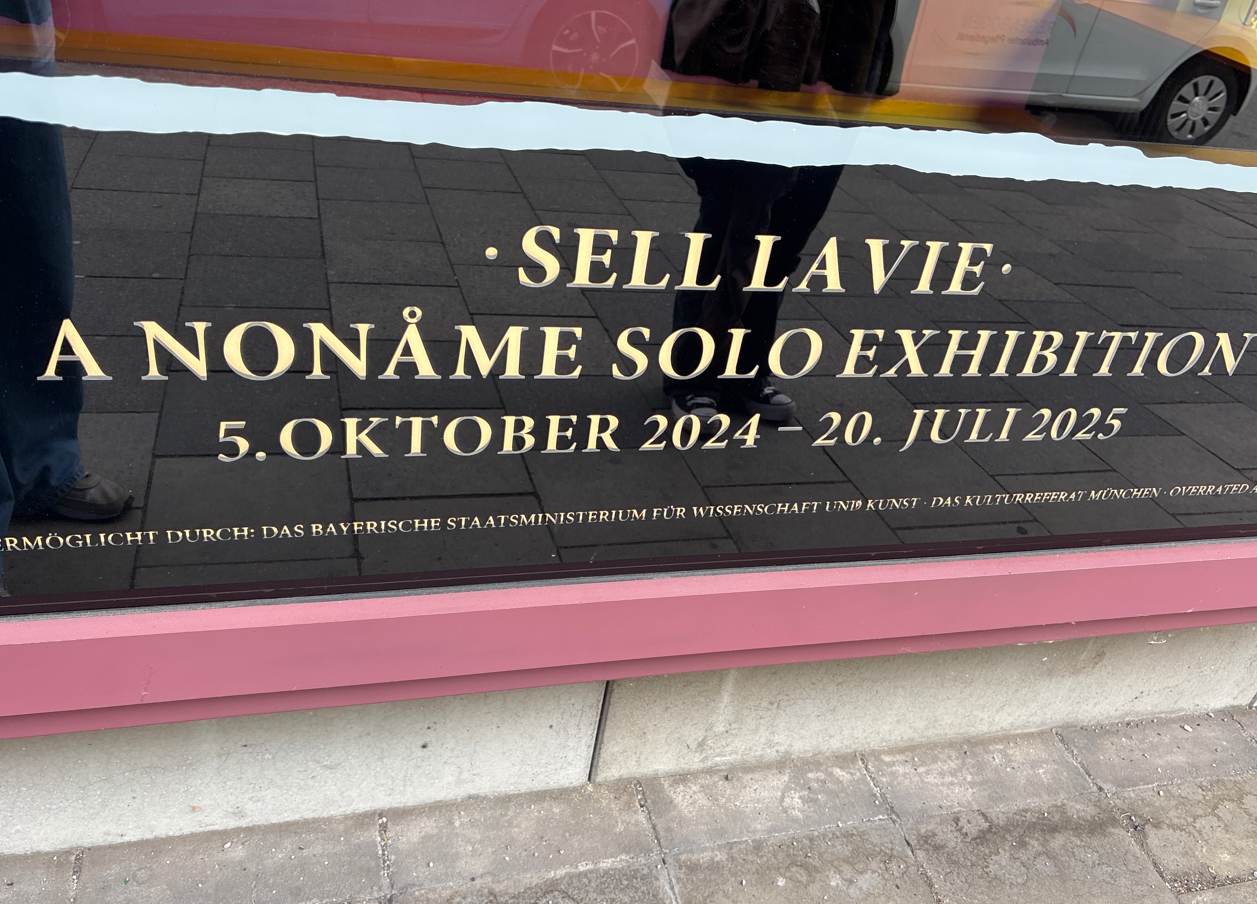 · SELL LA VIE ·
A NONÅME SOLO EXHIBITION
5. OKTOBER 2024 – 20. JULI 2025
ERMÖGLICHT DURCH: DAS BAYERISCHE STAATSMINISTERIUM FÜR WISSENSCHAFT UND KUNST · DAS KULTURREFERAT MÜNCHEN · OVERRATED